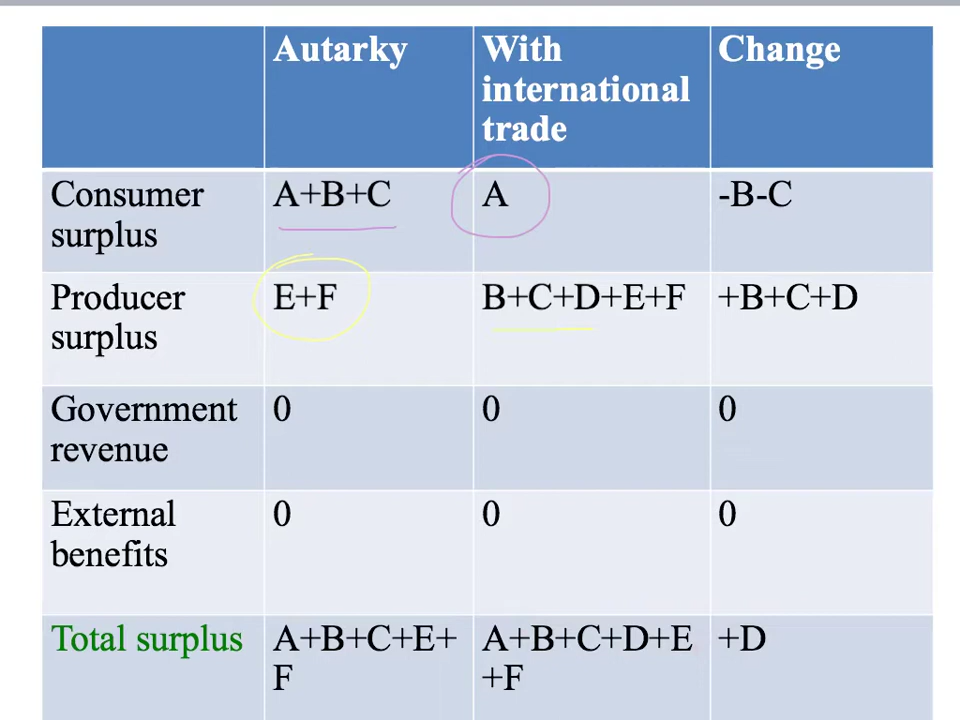 Autarky
With
international
trade
Change
Consumer
surplus
A+B+C
A
-B-C
Producer
surplus
E+F
B+C+D+E+F
+B+C+D
Government
revenue
0
0
0
External
benefits
0
0
0
Total surplus
A+B+C+E+
F
A+B+C+D+E
+F
+D